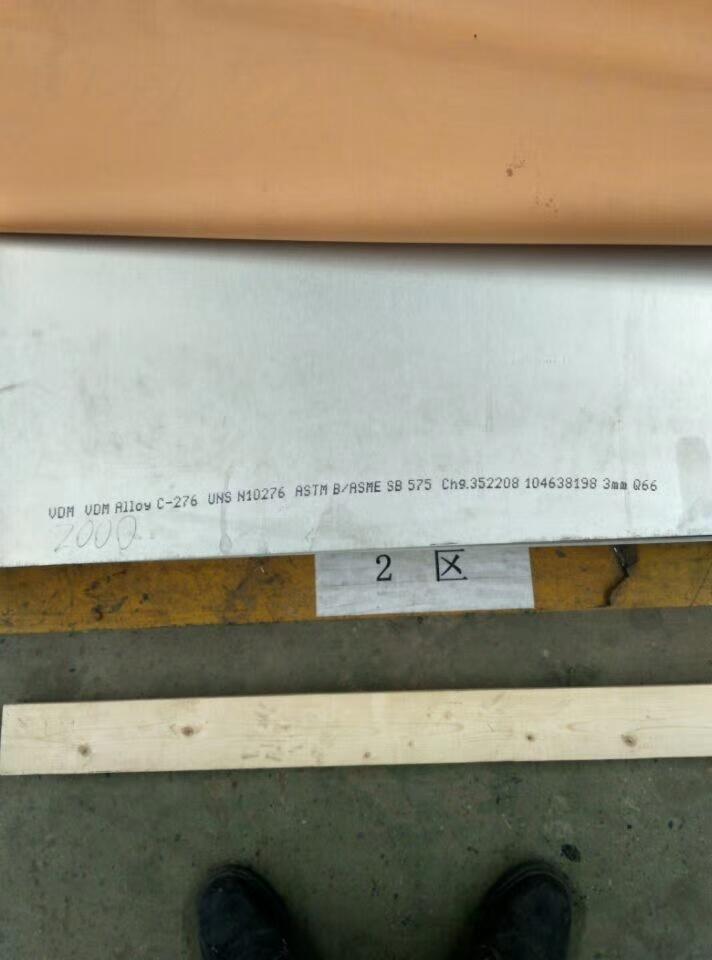 VDM VDM Alloy C-276 UNS N10276 ASTM B/ASME SB 575 Ch9.352208 104638198 3mm Q66
2000
2 区